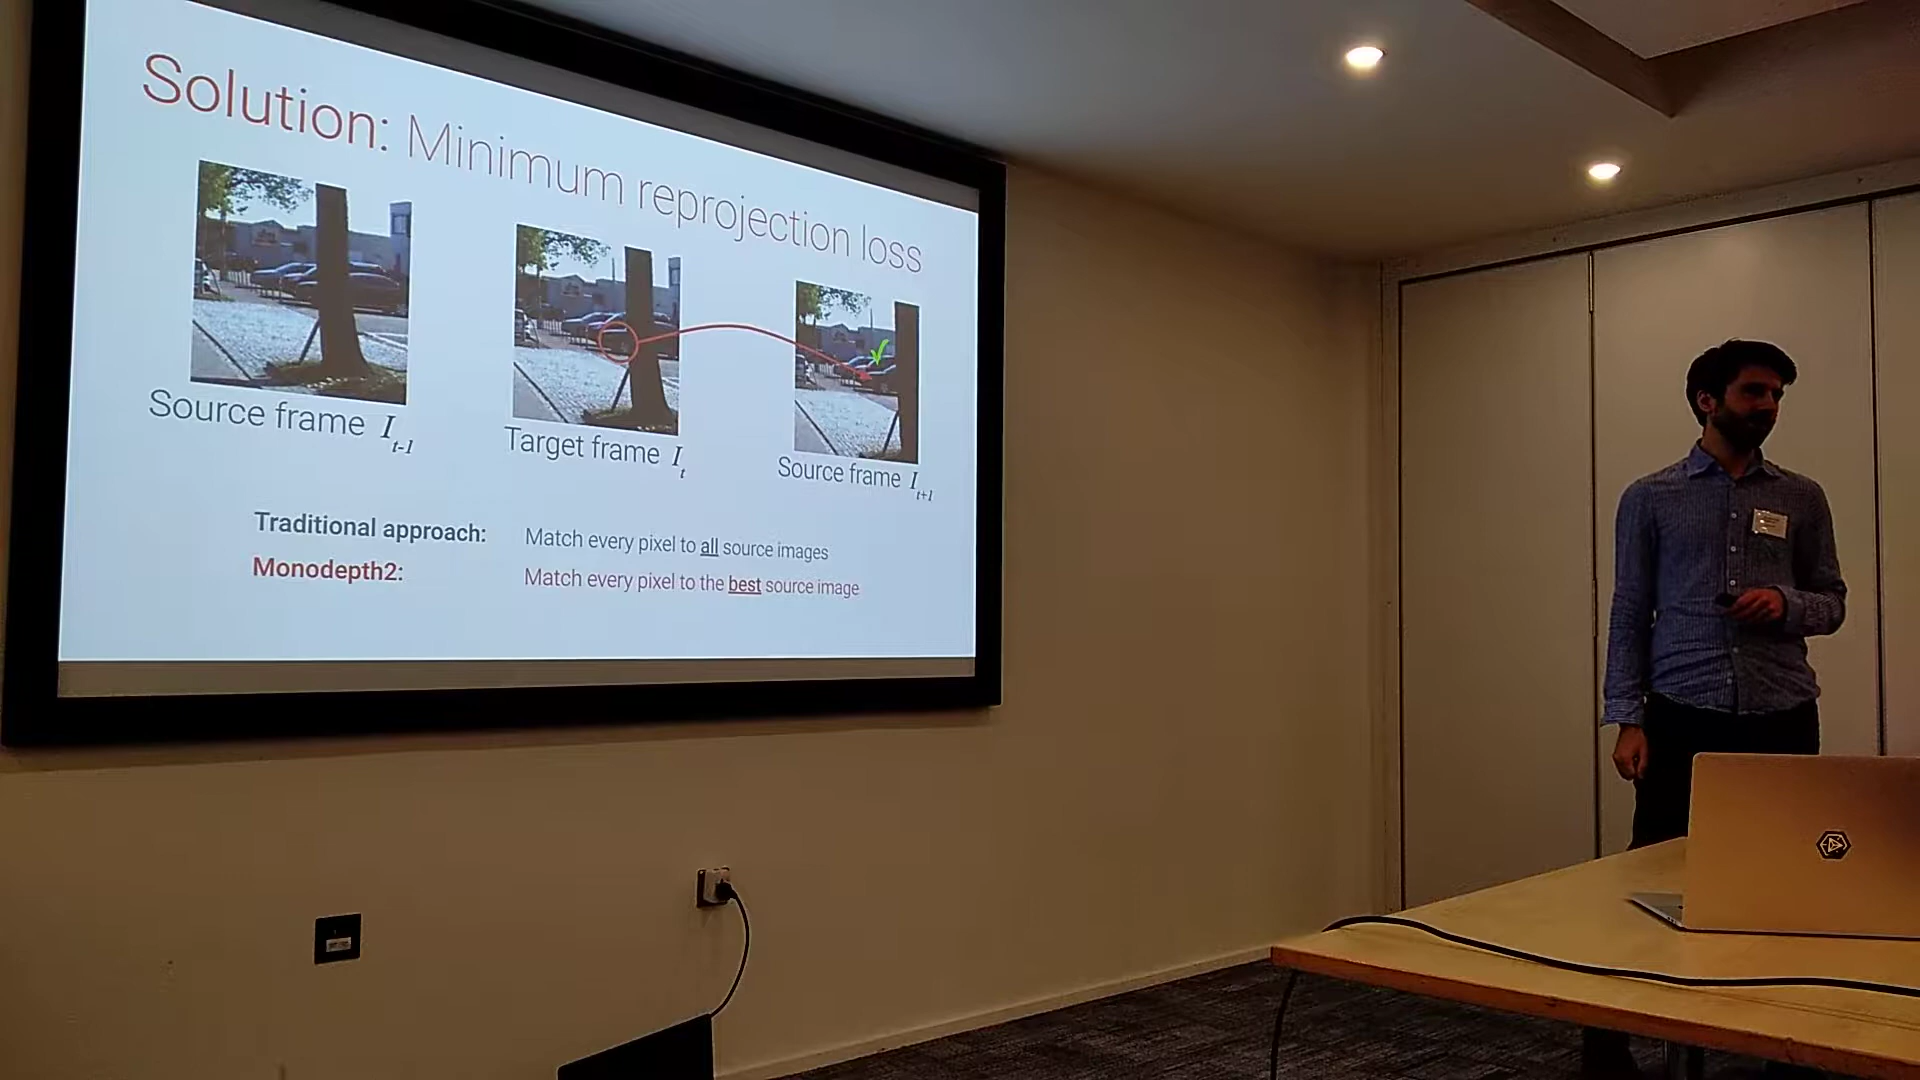 Solution: Minimum reprojection loss
Source frame I t-1
Target frame I t
Source frame I t+1
Traditional approach: Match every pixel to all source images
Monodepth2: Match every pixel to the best source image